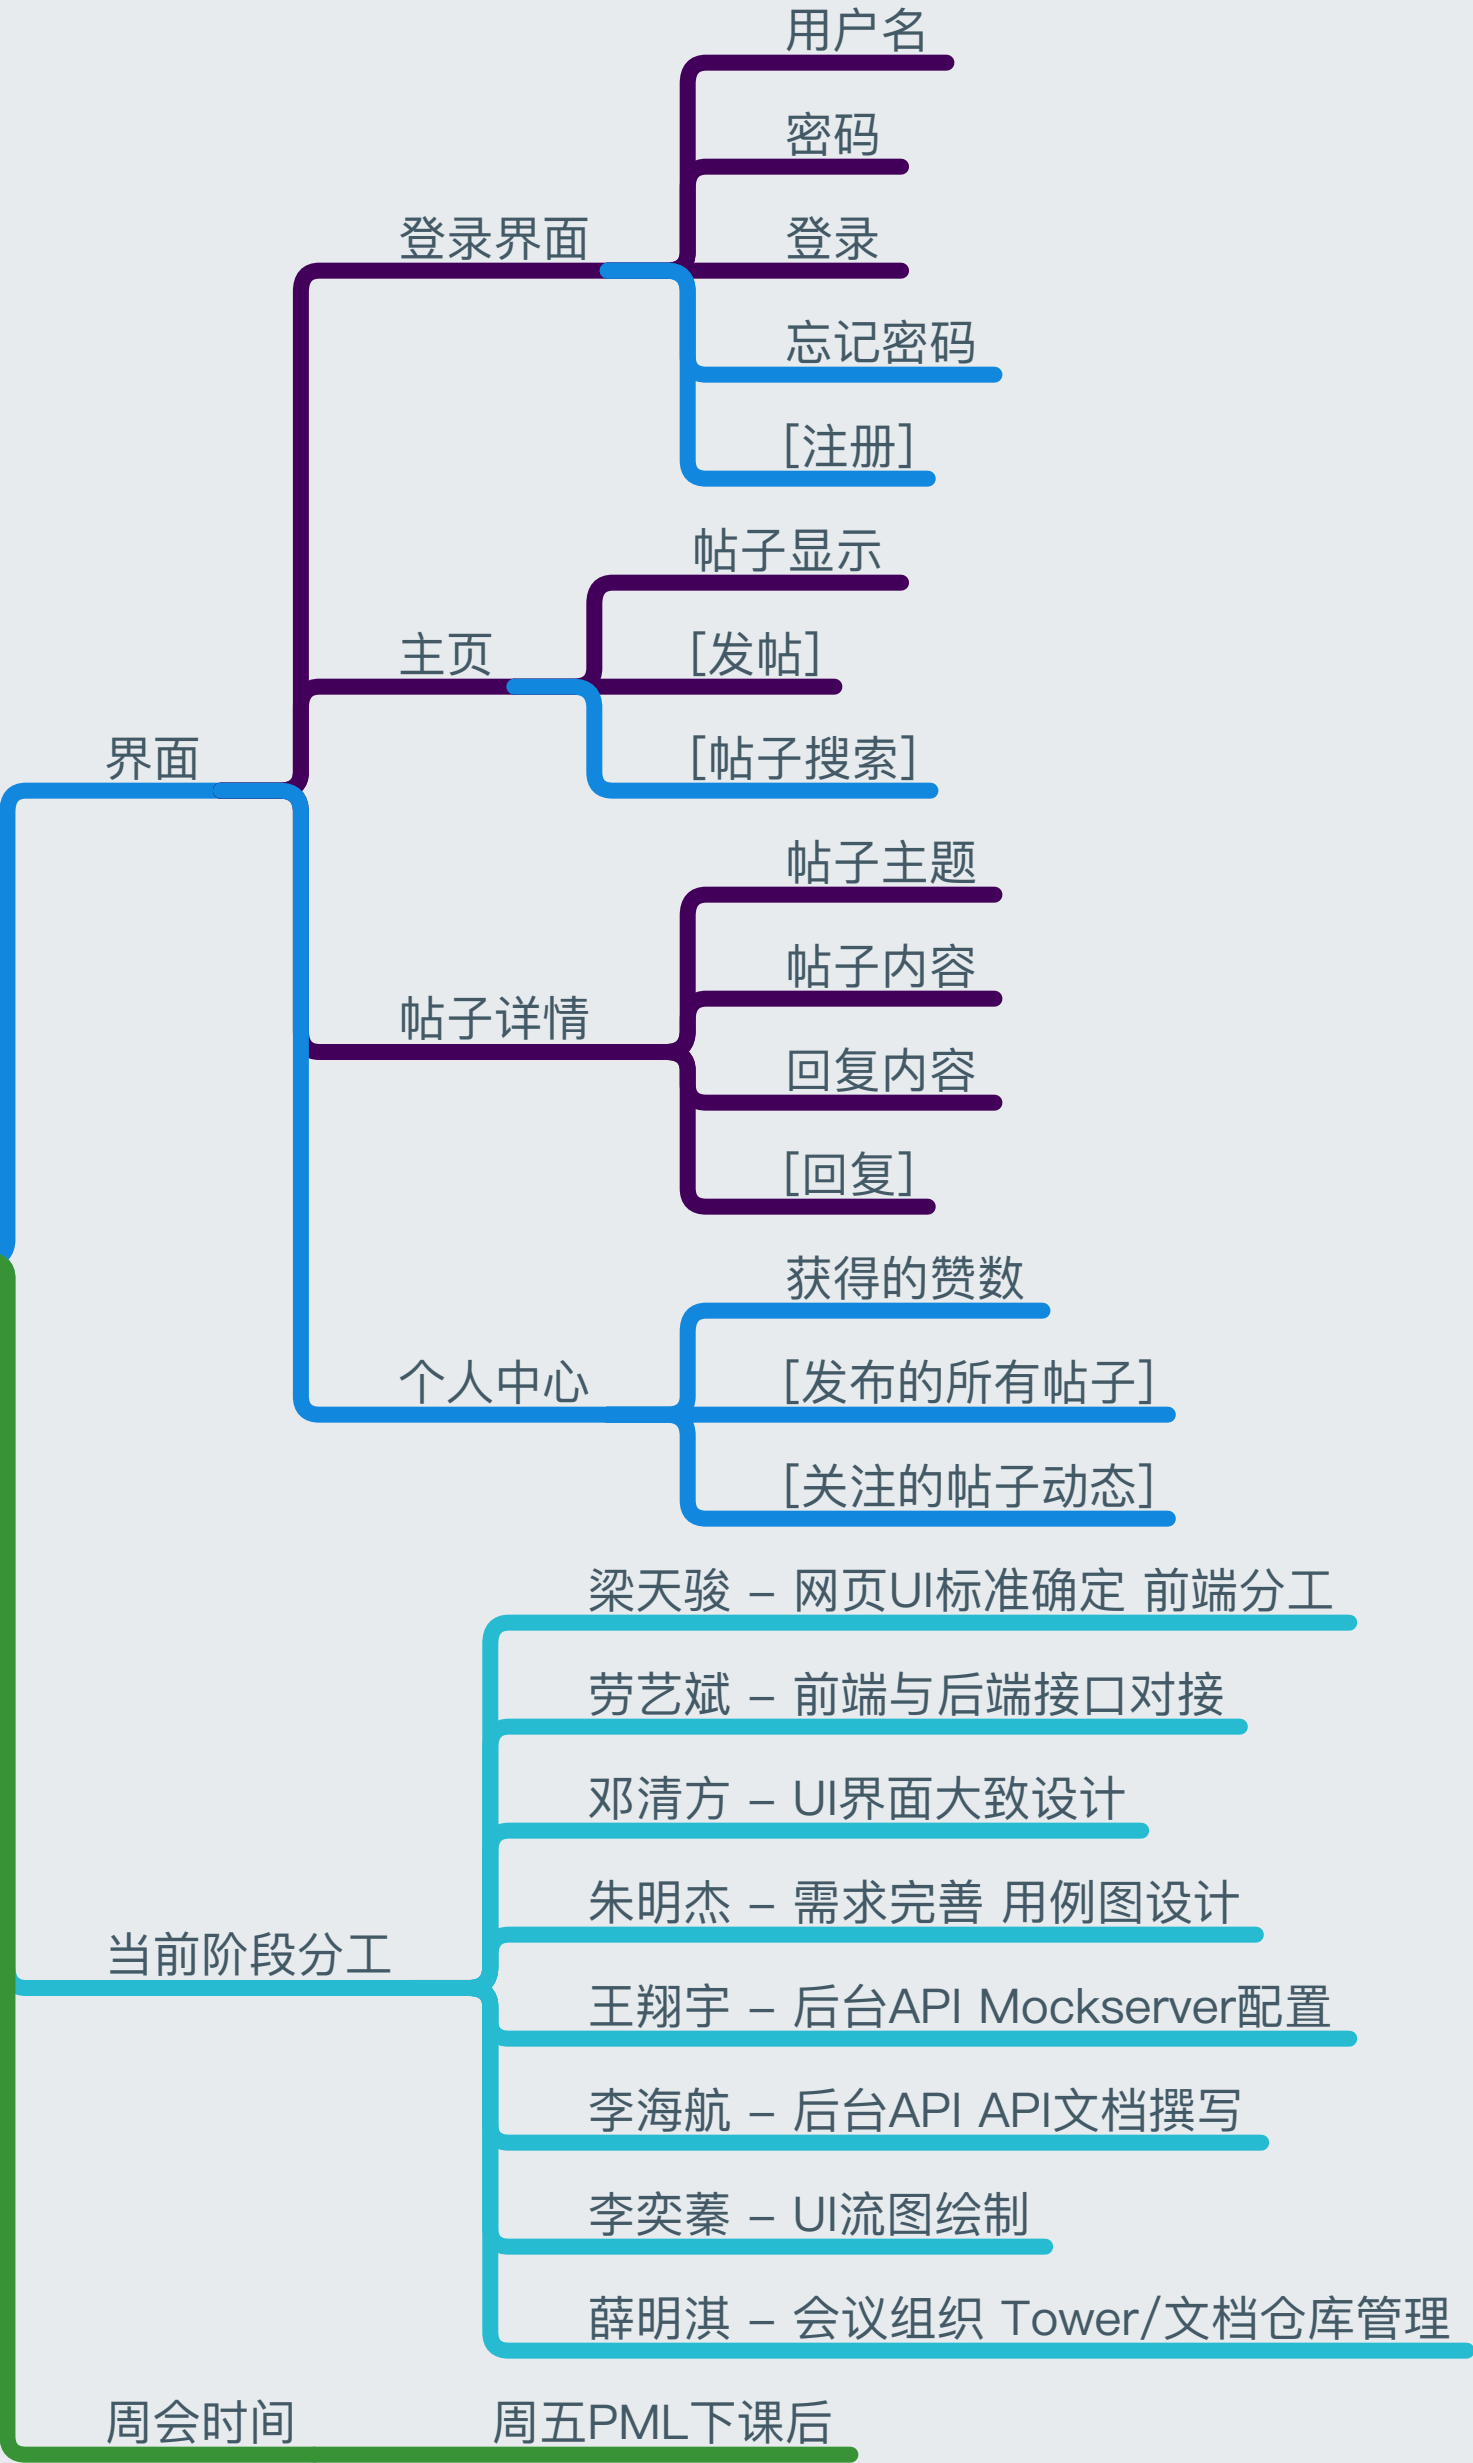 用户名
密码
登录界面
登录
忘记密码
[注册]
帖子显示
主页
[发帖]
界面
[帖子搜索]
帖子主题
帖子内容
帖子详情
回复内容
[回复]
获得的赞数
个人中心
[发布的所有帖子]
[关注的帖子动态]
梁天骏 – 网页UI标准确定 前端分工
劳艺斌 – 前端与后端接口对接
邓清方 – UI界面大致设计
朱明杰 – 需求完善 用例图设计
当前阶段分工
王翔宇 – 后台API Mockserver配置
李海航 – 后台API API文档撰写
李奕蓁 – UI流图绘制
薛明淇 – 会议组织 Tower/文档仓库管理
周会时间
周五PML下课后